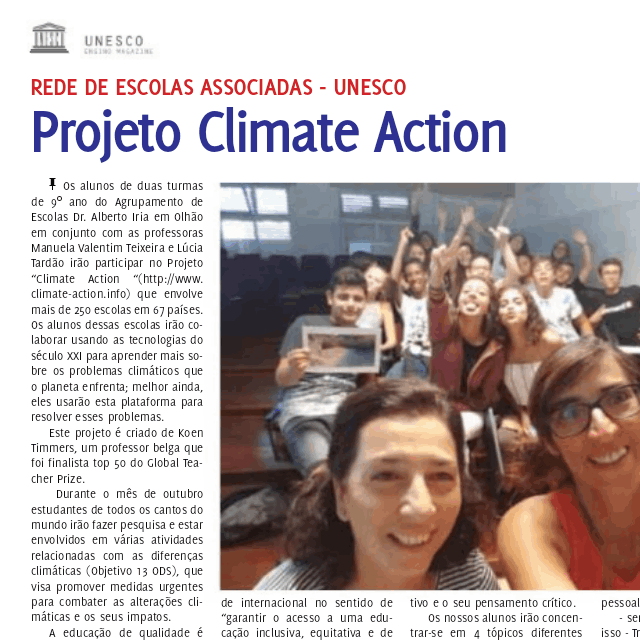 UNESCO
ENSINO MAGAZINE
REDE DE ESCOLAS ASSOCIADAS - UNESCO
Projeto Climate Action
Os alunos de duas turmas
de 9º ano do Agrupamento de
Escolas Dr. Alberto Iria em Olhão
em conjunto com as professoras
Manuela Valentim Teixeira e Lúcia
Tardão irão participar no Projeto
“Climate Action “(http://www.
climate-action.info) que envolve
mais de 250 escolas em 67 países.
Os alunos dessas escolas irão co-
laborar usando as tecnologias do
século XXI para aprender mais so-
bre os problemas climáticos que
o planeta enfrenta; melhor ainda,
eles usarão esta plataforma para
resolver esses problemas.
Este projeto é criado de Koen
Timmers, um professor belga que
foi finalista top 50 do Global Tea-
cher Prize.
Durante o mês de outubro
estudantes de todos os cantos do
mundo irão fazer pesquisa e estar
envolvidos em várias atividades
relacionadas com as diferenças
climáticas (Objetivo 13 ODS), que
visa promover medidas urgentes
para combater as alterações cli-
máticas e os seus impatos.
A educação de qualidade é
de internacional no sentido de
“garantir o acesso a uma edu-
cação inclusiva, equitativa e de
tivo e o seu pensamento crítico.
Os nossos alunos irão concen-
trar-se em 4 tópicos diferentes
pessoal
- se
isso - T